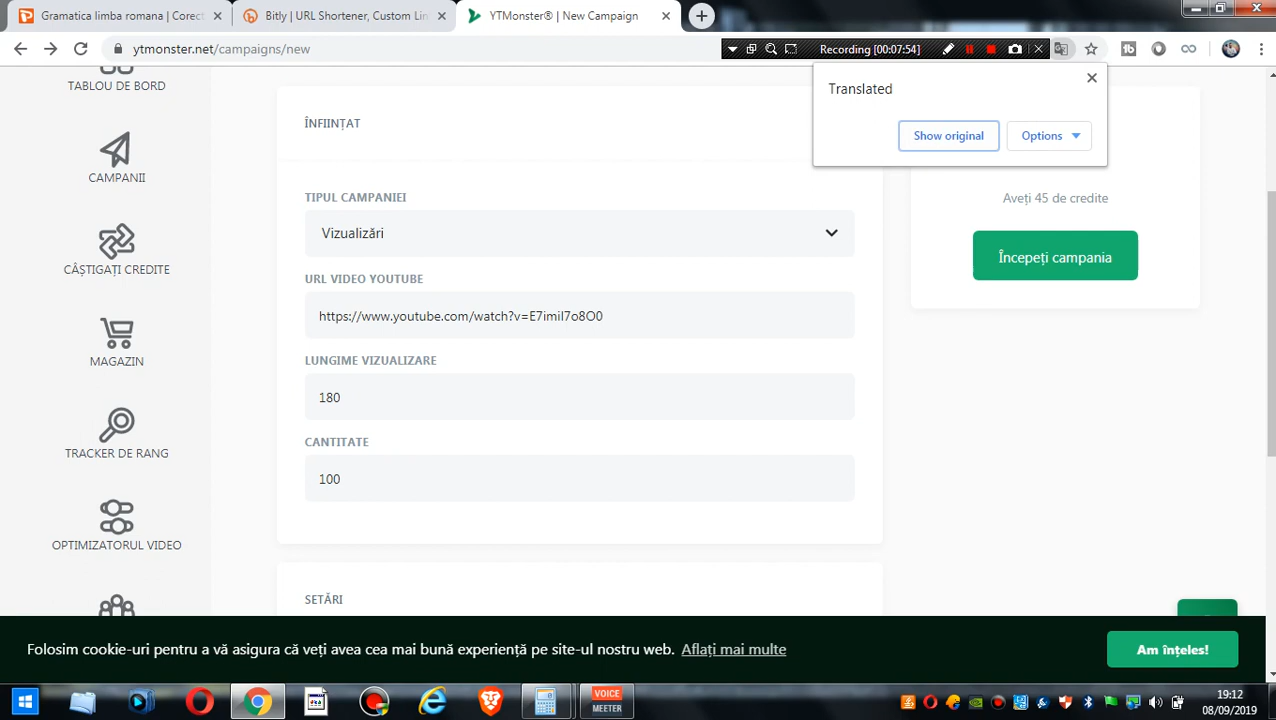 Gramatica limba romana | Corect
Bitly | URL Shortener, Custom Lin
YTMonster® | New Campaign
ytmonster.net/campaigns/new
Recording [00:07:54]
Translated
Show original
Options
TABLOU DE BORD
CAMPANII
CÂȘTIGAȚI CREDITE
MAGAZIN
TRACKER DE RANG
OPTIMIZATORUL VIDEO
ÎNFIINȚAT
TIPUL CAMPANIEI
Vizualizări
URL VIDEO YOUTUBE
https://www.youtube.com/watch?v=E7imiI7o8O0
LUNGIME VIZUALIZARE
180
CANTITATE
100
SETĂRI
Aveți 45 de credite
Începeți campania
Folosim cookie-uri pentru a vă asigura că veți avea cea mai bună experiență pe site-ul nostru web. Aflați mai multe
Am înțeles!
VOICE
MEETER
19:12
08/09/2019